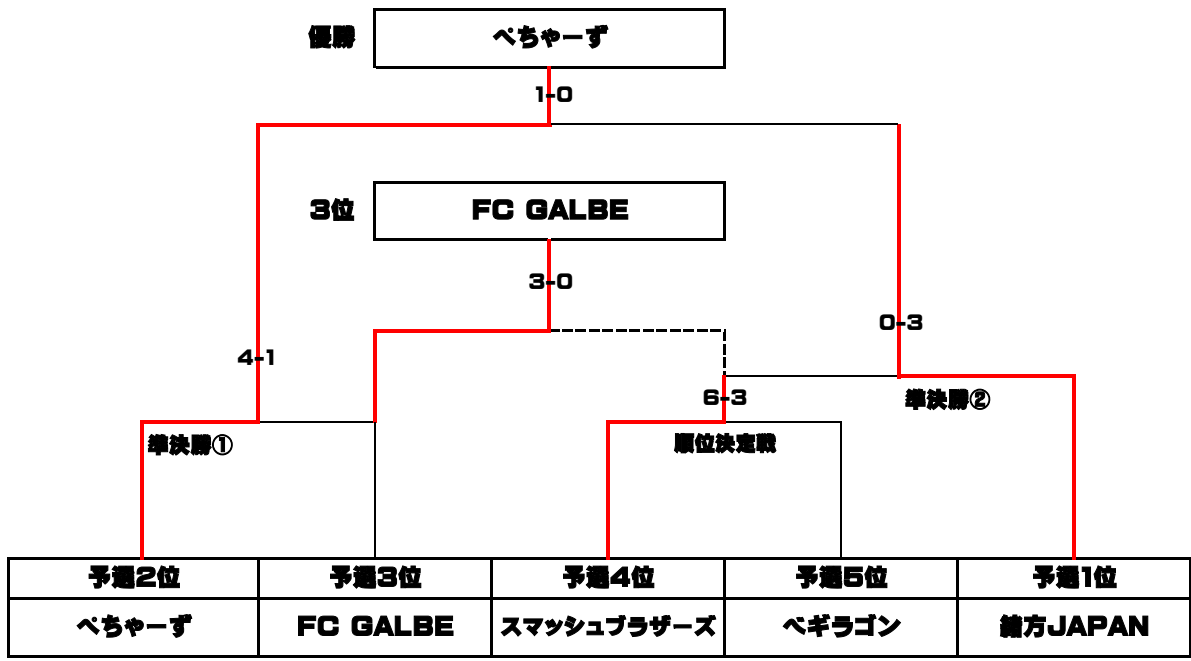 優勝
ぺちゃーず
1-0
3位
FC GALBE
3-0
0-3
4-1
6-3
準決勝②
準決勝①
順位決定戦
予選2位
予選3位
予選4位
予選5位
予選1位
ぺちゃーず
FC GALBE
スマッシュブラザーズ
ペギラゴン
緒方JAPAN